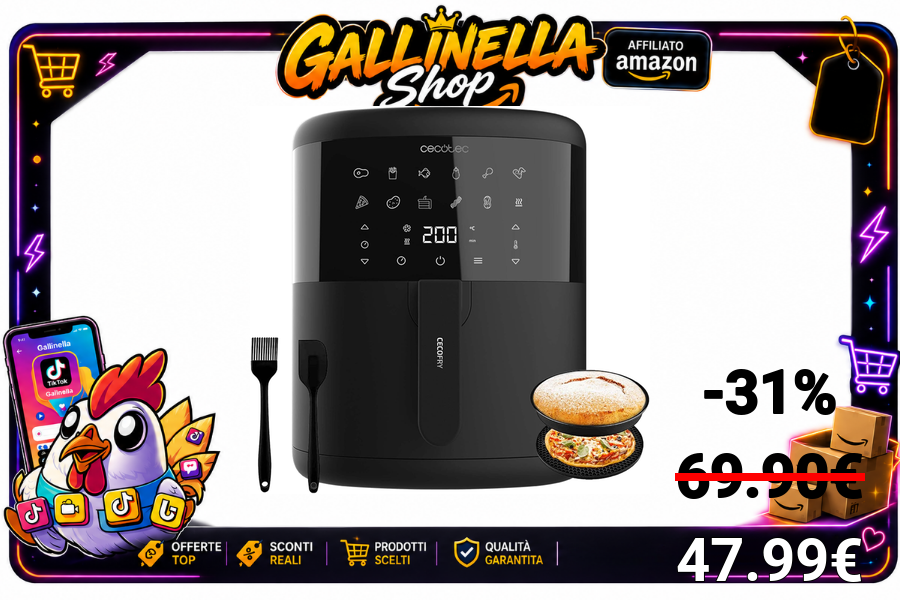 GALLINELLA
Shop
AFFILIATO
amazon
cecotec
200
CECOFRY
Gallinella
TikTok
Gallinella
-31%
69.90€
47.99€
OFFERTE
TOP
SCONTI
REALI
PRODOTTI
SCELTI
QUALITÀ
GARANTITA